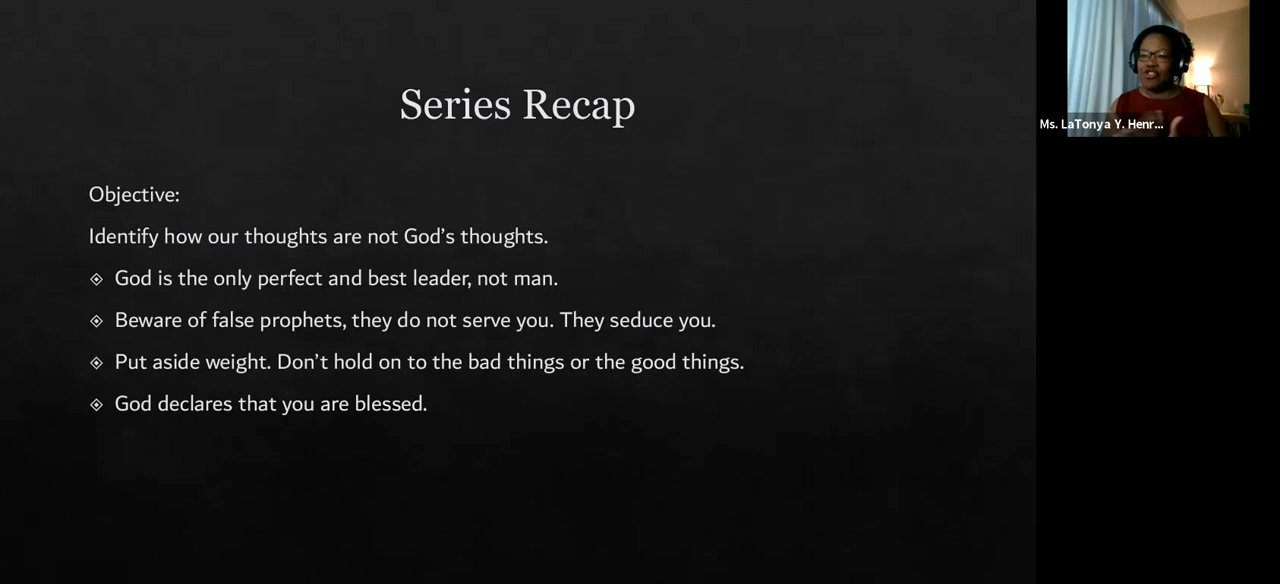 Series Recap
Objective:
Identify how our thoughts are not God’s thoughts.
God is the only perfect and best leader, not man.
Beware of false prophets, they do not serve you. They seduce you.
Put aside weight. Don’t hold on to the bad things or the good things.
God declares that you are blessed.
Ms. LaTonya Y. Henr...